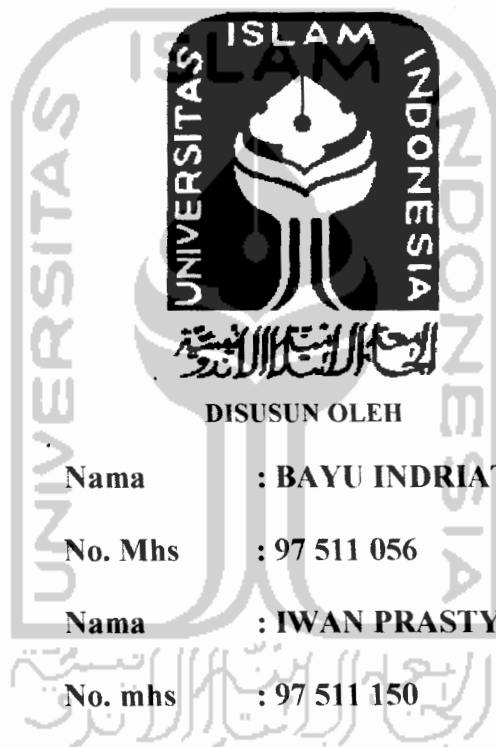 UNIVERSITAS ISLAM INDONESIA
DISUSUN OLEH
Nama : BAYU INDRIAT
No. Mhs : 97 511 056
Nama : IWAN PRASTY
No. mhs : 97 511 150